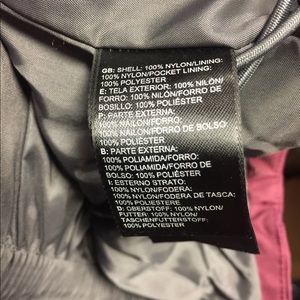 GB: SHELL: 100% NYLON/LINING:
100% NYLON/POCKET LINING:
100% POLYESTER
E: TELA EXTERIOR: 100% NILÓN/
FORRO: 100% NILÓN/FORRO DE
BOSILLO: 100% POLIÉSTER
P: PARTE EXTERNA:
100% NÁILON/FORRO:
100% NÁILON/FORRO DE BOLSO:
100% POLIÉSTER
B: PARTE EXTERNA:
100% POLIAMIDA/FORRO:
100% POLIAMIDA/FORRO DE
BOLSO: 100% POLIÉSTER
I: ESTERNO STRATO:
100% NYLON/FODERA:
100% NYLON/FODERA DE TASCA:
100% POLIESTERE
D: OBERSTOFF: 100% NYLON/
FUTTER: 100% NYLON/
TASCHENFUTTERSTOFF:
100% POLYESTER